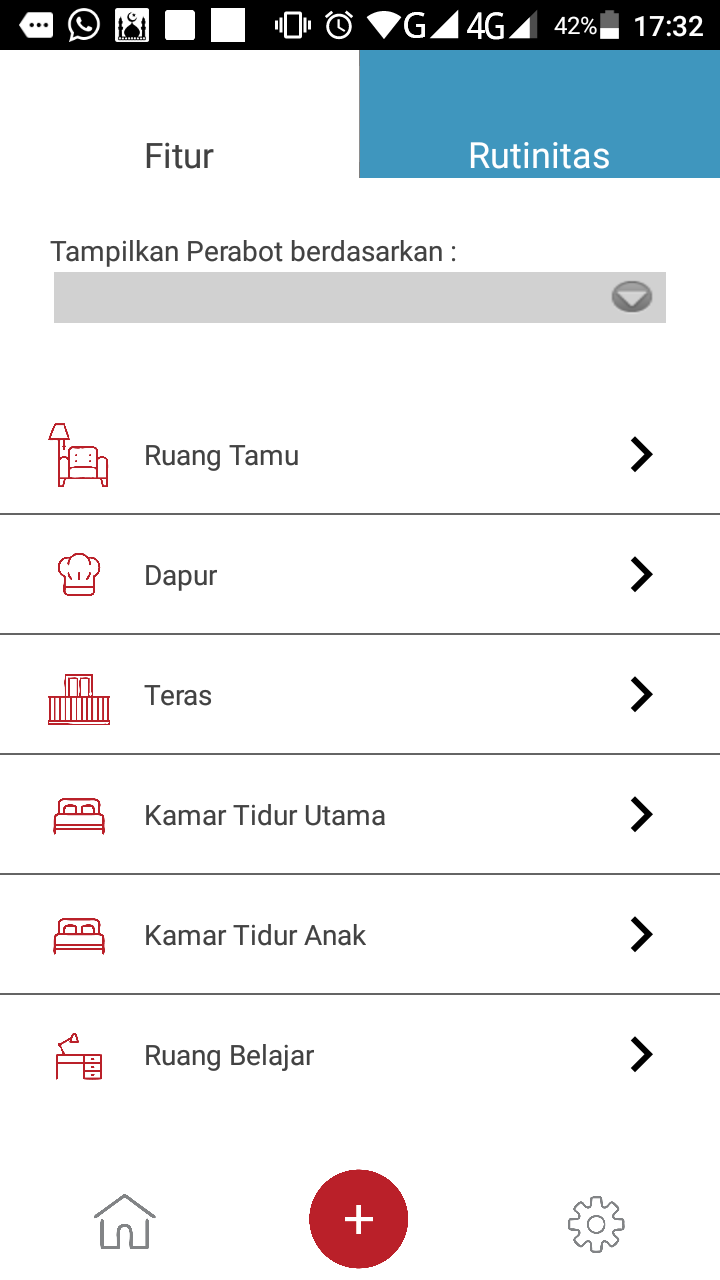 G 4G 42% 17:32
Fitur Rutinitas
Tampilkan Perabot berdasarkan :
Ruang Tamu
Dapur
Teras
Kamar Tidur Utama
Kamar Tidur Anak
Ruang Belajar